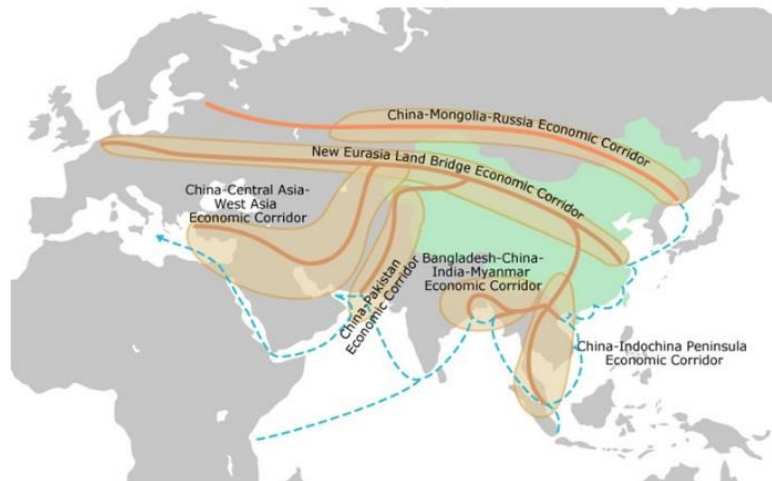 China-Mongolia-Russia Economic Corridor
New Eurasia Land Bridge Economic Corridor
China-Central Asia-
West Asia
Economic Corridor
China-Pakistan
Economic Corridor
Bangladesh-China-
India-Myanmar
Economic Corridor
China-Indochina Peninsula
Economic Corridor